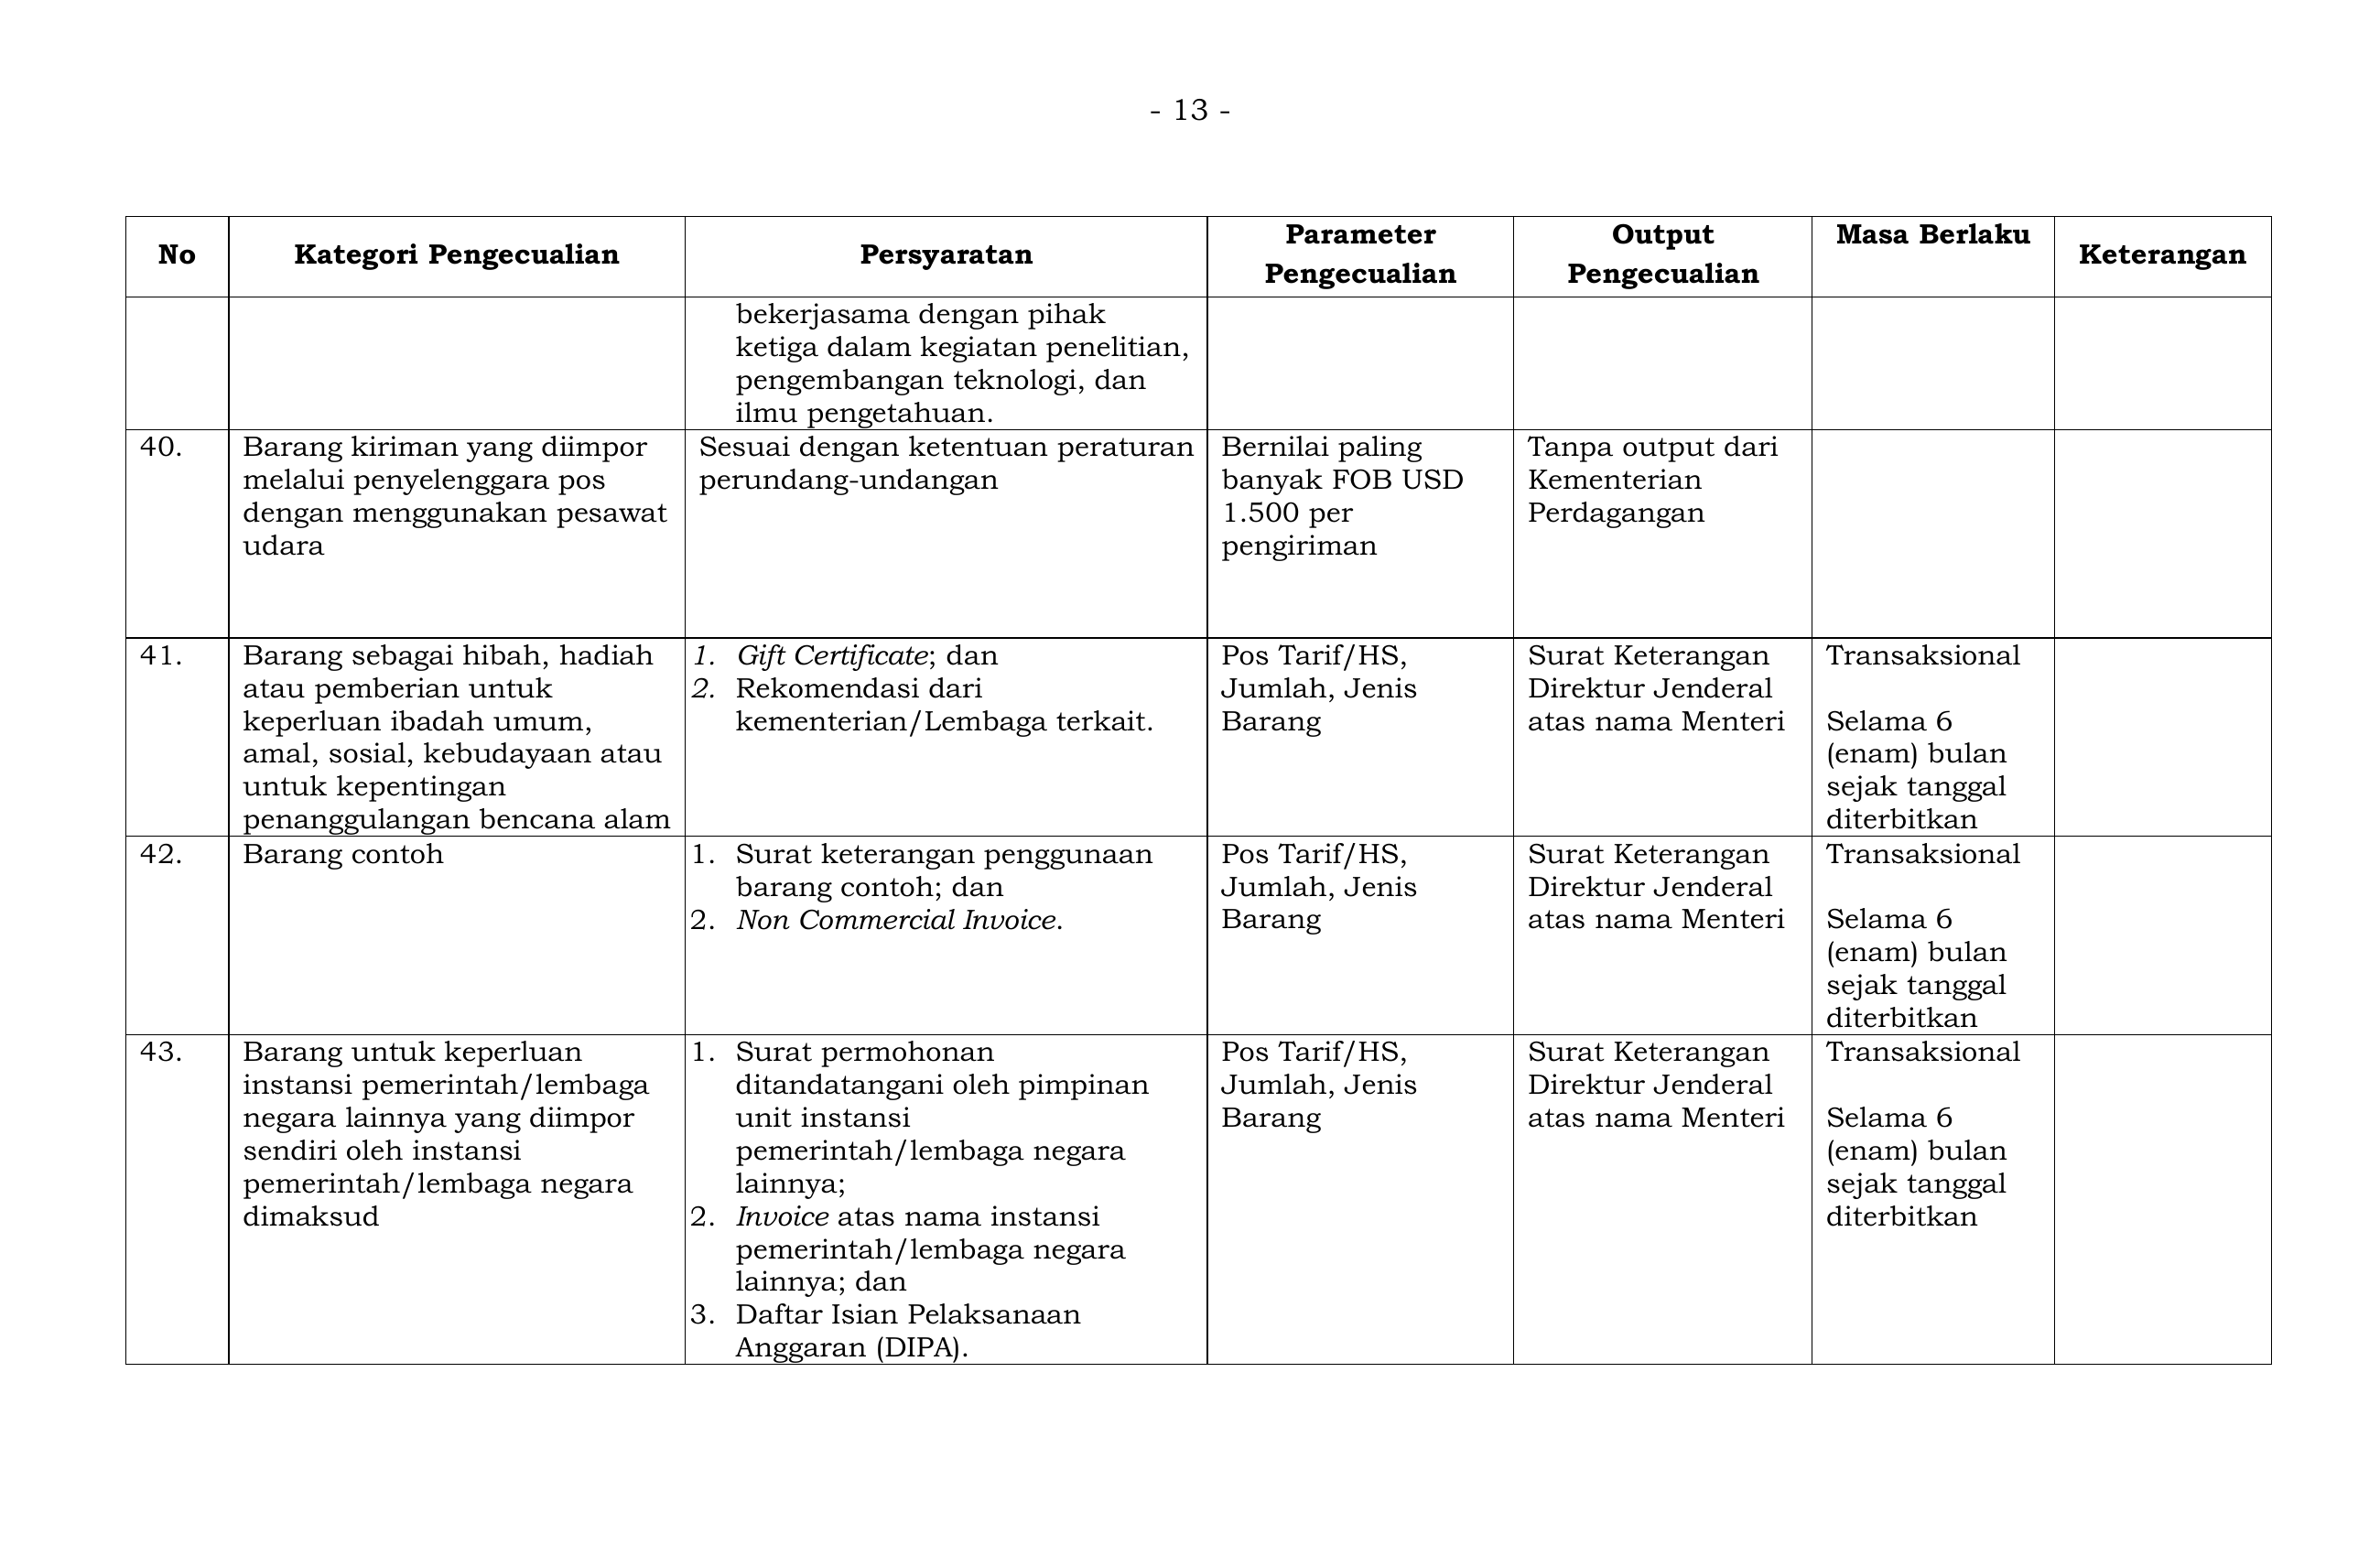 - 13 -
No
Kategori Pengecualian
Persyaratan
Parameter
Pengecualian
Output
Pengecualian
Masa Berlaku
Keterangan
bekerjasama dengan pihak
ketiga dalam kegiatan penelitian,
pengembangan teknologi, dan
ilmu pengetahuan.
40.
Barang kiriman yang diimpor
melalui penyelenggara pos
dengan menggunakan pesawat
udara
Sesuai dengan ketentuan peraturan
perundang-undangan
Bernilai paling
banyak FOB USD
1.500 per
pengiriman
Tanpa output dari
Kementerian
Perdagangan
41.
Barang sebagai hibah, hadiah
atau pemberian untuk
keperluan ibadah umum,
amal, sosial, kebudayaan atau
untuk kepentingan
penanggulangan bencana alam
1. Gift Certificate; dan
2. Rekomendasi dari
kementerian/Lembaga terkait.
Pos Tarif/HS,
Jumlah, Jenis
Barang
Surat Keterangan
Direktur Jenderal
atas nama Menteri
Transaksional
Selama 6
(enam) bulan
sejak tanggal
diterbitkan
42.
Barang contoh
1. Surat keterangan penggunaan
barang contoh; dan
2. Non Commercial Invoice.
Pos Tarif/HS,
Jumlah, Jenis
Barang
Surat Keterangan
Direktur Jenderal
atas nama Menteri
Transaksional
Selama 6
(enam) bulan
sejak tanggal
diterbitkan
43.
Barang untuk keperluan
instansi pemerintah/lembaga
negara lainnya yang diimpor
sendiri oleh instansi
pemerintah/lembaga negara
dimaksud
1. Surat permohonan
ditandatangani oleh pimpinan
unit instansi
pemerintah/lembaga negara
lainnya;
2. Invoice atas nama instansi
pemerintah/lembaga negara
lainnya; dan
3. Daftar Isian Pelaksanaan
Anggaran (DIPA).
Pos Tarif/HS,
Jumlah, Jenis
Barang
Surat Keterangan
Direktur Jenderal
atas nama Menteri
Transaksional
Selama 6
(enam) bulan
sejak tanggal
diterbitkan